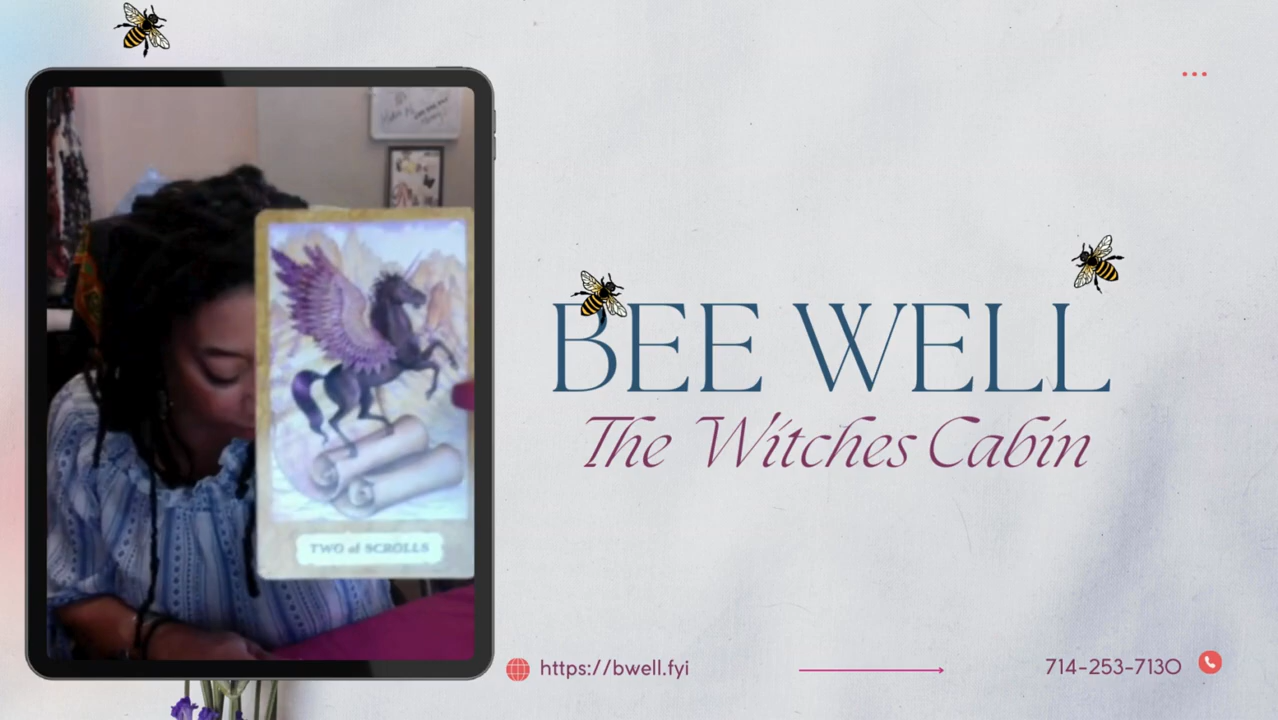 BEE WELL
The Witches Cabin
TWO of SCROLLS
https://bwell.fyi
714-253-7130